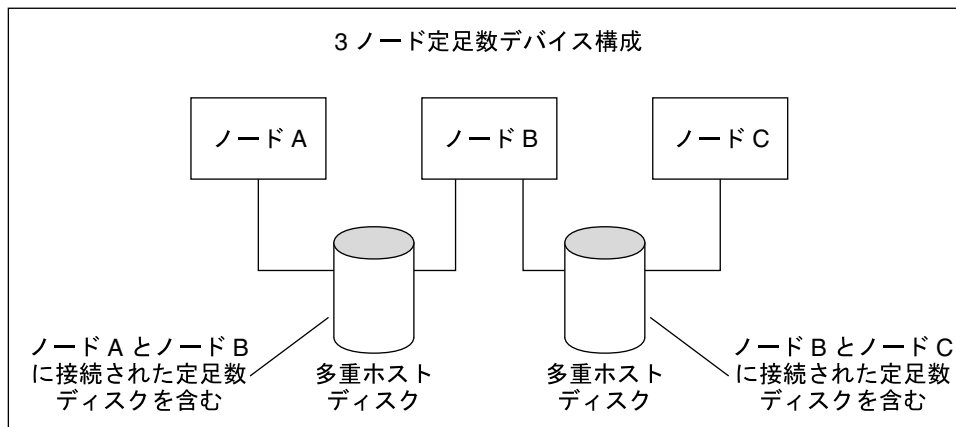 3 ノード定足数デバイス構成
ノード A
ノード B
ノード C
ノード A とノード B
に接続された定足数
ディスクを含む
多重ホスト
ディスク
多重ホスト
ディスク
ノード B とノード C
に接続された定足数
ディスクを含む